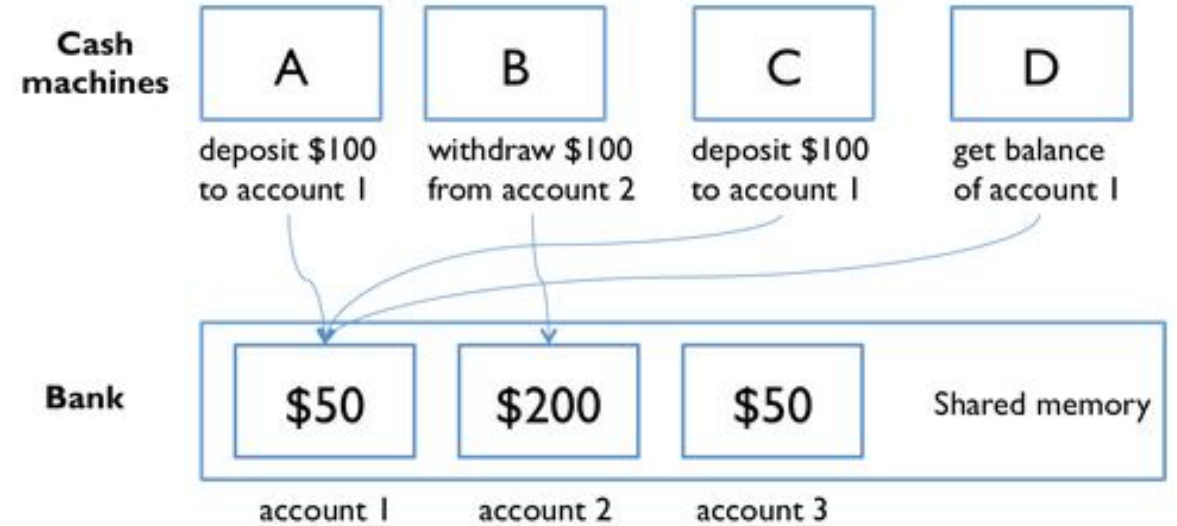 Cash
machines
A
B
C
D
deposit $100
to account 1
withdraw $100
from account 2
deposit $100
to account 1
get balance
of account 1
Bank
$50
$200
$50
Shared memory
account 1
account 2
account 3